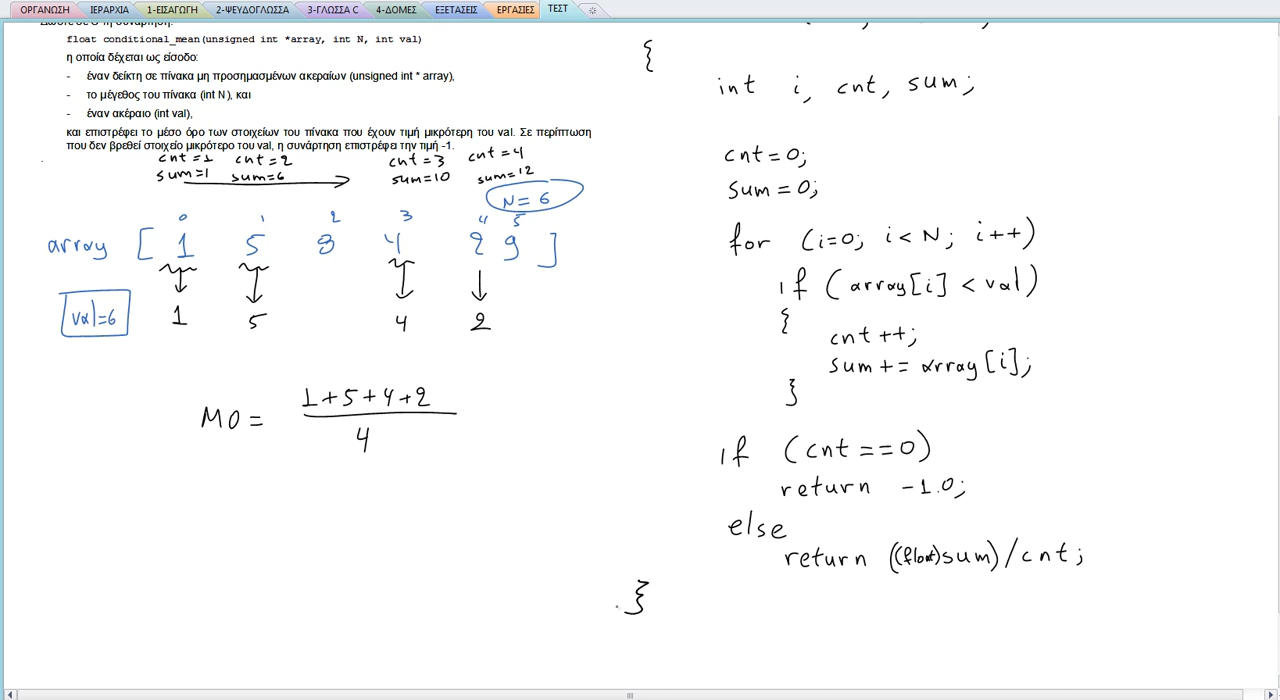 ΟΡΓΑΝΩΣΗ ΙΕΡΑΡΧΙΑ 1-ΕΙΣΑΓΩΓΗ 2-ΨΕΥΔΟΓΛΩΣΣΑ 3-ΓΛΩΣΣΑ C 4-ΔΟΜΕΣ ΕΞΕΤΑΣΕΙΣ ΕΡΓΑΣΙΕΣ ΤΕΣΤ
float conditional_mean(unsigned int *array, int N, int val)
η οποία δέχεται ως είσοδο:
- έναν δείκτη σε πίνακα μη προσημασμένων ακεραίων (unsigned int * array),
- το μέγεθος του πίνακα (int N), και
- έναν ακέραιο (int val),
και επιστρέφει το μέσο όρο των στοιχείων του πίνακα που έχουν τιμή μικρότερη του val. Σε περίπτωση
που δεν βρεθεί στοιχείο μικρότερο του val, η συνάρτηση επιστρέφει την τιμή -1.
cnt=1 cnt=2 cnt=3 cnt=4
sum=1 sum=6 sum=10 sum=12
N=6
0 1 2 3 4 5
array [ 1 5 8 4 2 9 ]
val=6 1 5 4 2
MO = 1+5+4+2
4
{
int i, cnt, sum;
cnt=0;
sum=0;
for (i=0; i<N; i++)
if (array[i] < val)
{
cnt++;
sum += array[i];
}
if (cnt==0)
return -1.0;
else
return ((float)sum)/cnt;
}